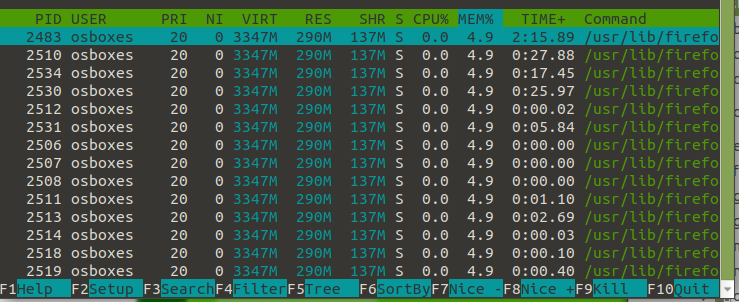 PID USER PRI NI VIRT RES SHR S CPU% MEM% TIME+ Command
2483 osboxes 20 0 3347M 290M 137M S 0.0 4.9 2:15.89 /usr/lib/firefo
2510 osboxes 20 0 3347M 290M 137M S 0.0 4.9 0:27.88 /usr/lib/firefo
2534 osboxes 20 0 3347M 290M 137M S 0.0 4.9 0:17.45 /usr/lib/firefo
2530 osboxes 20 0 3347M 290M 137M S 0.0 4.9 0:25.97 /usr/lib/firefo
2512 osboxes 20 0 3347M 290M 137M S 0.0 4.9 0:00.02 /usr/lib/firefo
2531 osboxes 20 0 3347M 290M 137M S 0.0 4.9 0:05.84 /usr/lib/firefo
2506 osboxes 20 0 3347M 290M 137M S 0.0 4.9 0:00.00 /usr/lib/firefo
2507 osboxes 20 0 3347M 290M 137M S 0.0 4.9 0:00.00 /usr/lib/firefo
2508 osboxes 20 0 3347M 290M 137M S 0.0 4.9 0:00.00 /usr/lib/firefo
2511 osboxes 20 0 3347M 290M 137M S 0.0 4.9 0:01.10 /usr/lib/firefo
2513 osboxes 20 0 3347M 290M 137M S 0.0 4.9 0:02.69 /usr/lib/firefo
2514 osboxes 20 0 3347M 290M 137M S 0.0 4.9 0:00.03 /usr/lib/firefo
2518 osboxes 20 0 3347M 290M 137M S 0.0 4.9 0:00.10 /usr/lib/firefo
2519 osboxes 20 0 3347M 290M 137M S 0.0 4.9 0:00.40 /usr/lib/firefo
F1Help F2Setup F3SearchF4FilterF5Tree F6SortByF7Nice -F8Nice +F9Kill F10Quit